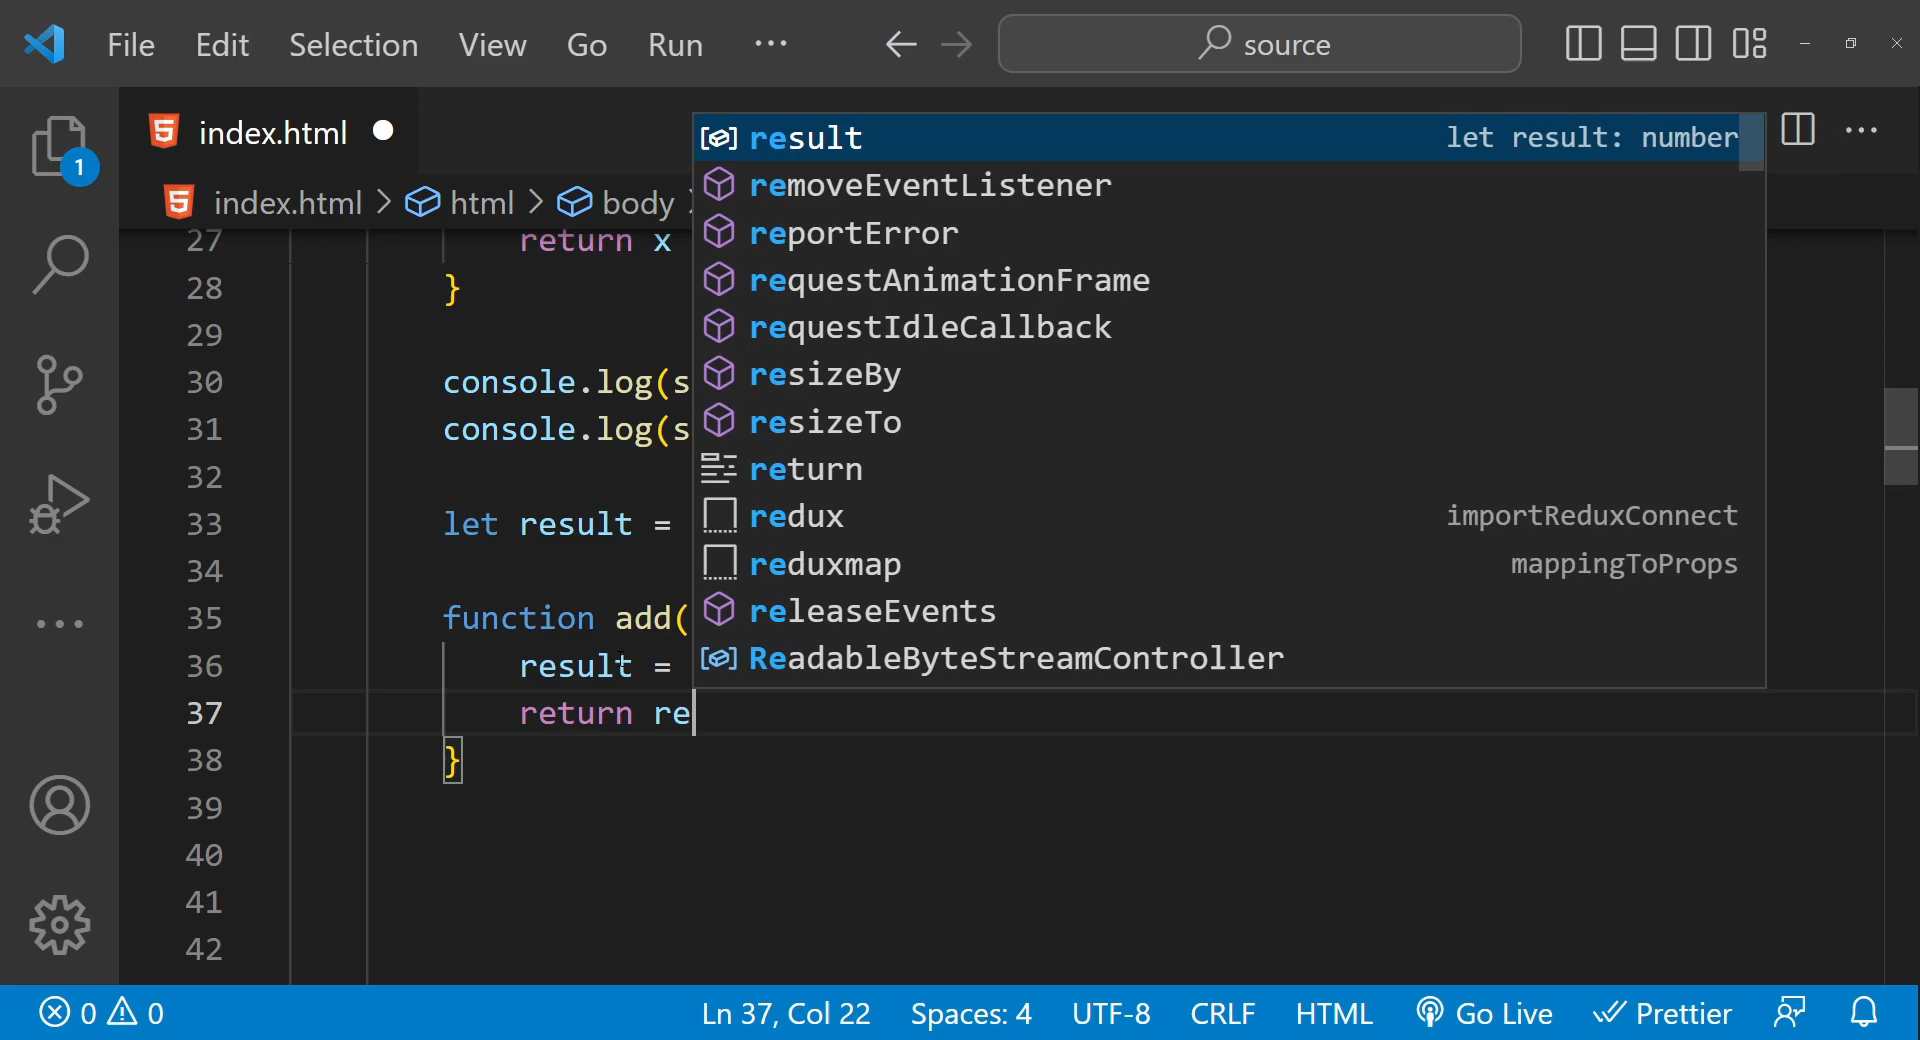 File Edit Selection View Go Run ··· source
index.html
index.html > html > body >
1
27 return x
28 }
29
30 console.log(s
31 console.log(s
32
33 let result =
34
35 function add(
36 result =
37 return re
38 }
39
40
41
42
result let result: number
removeEventListener
reportError
requestAnimationFrame
requestIdleCallback
resizeBy
resizeTo
return
redux importReduxConnect
reduxmap mappingToProps
releaseEvents
ReadableByteStreamController
0 0 Ln 37, Col 22 Spaces: 4 UTF-8 CRLF HTML Go Live Prettier